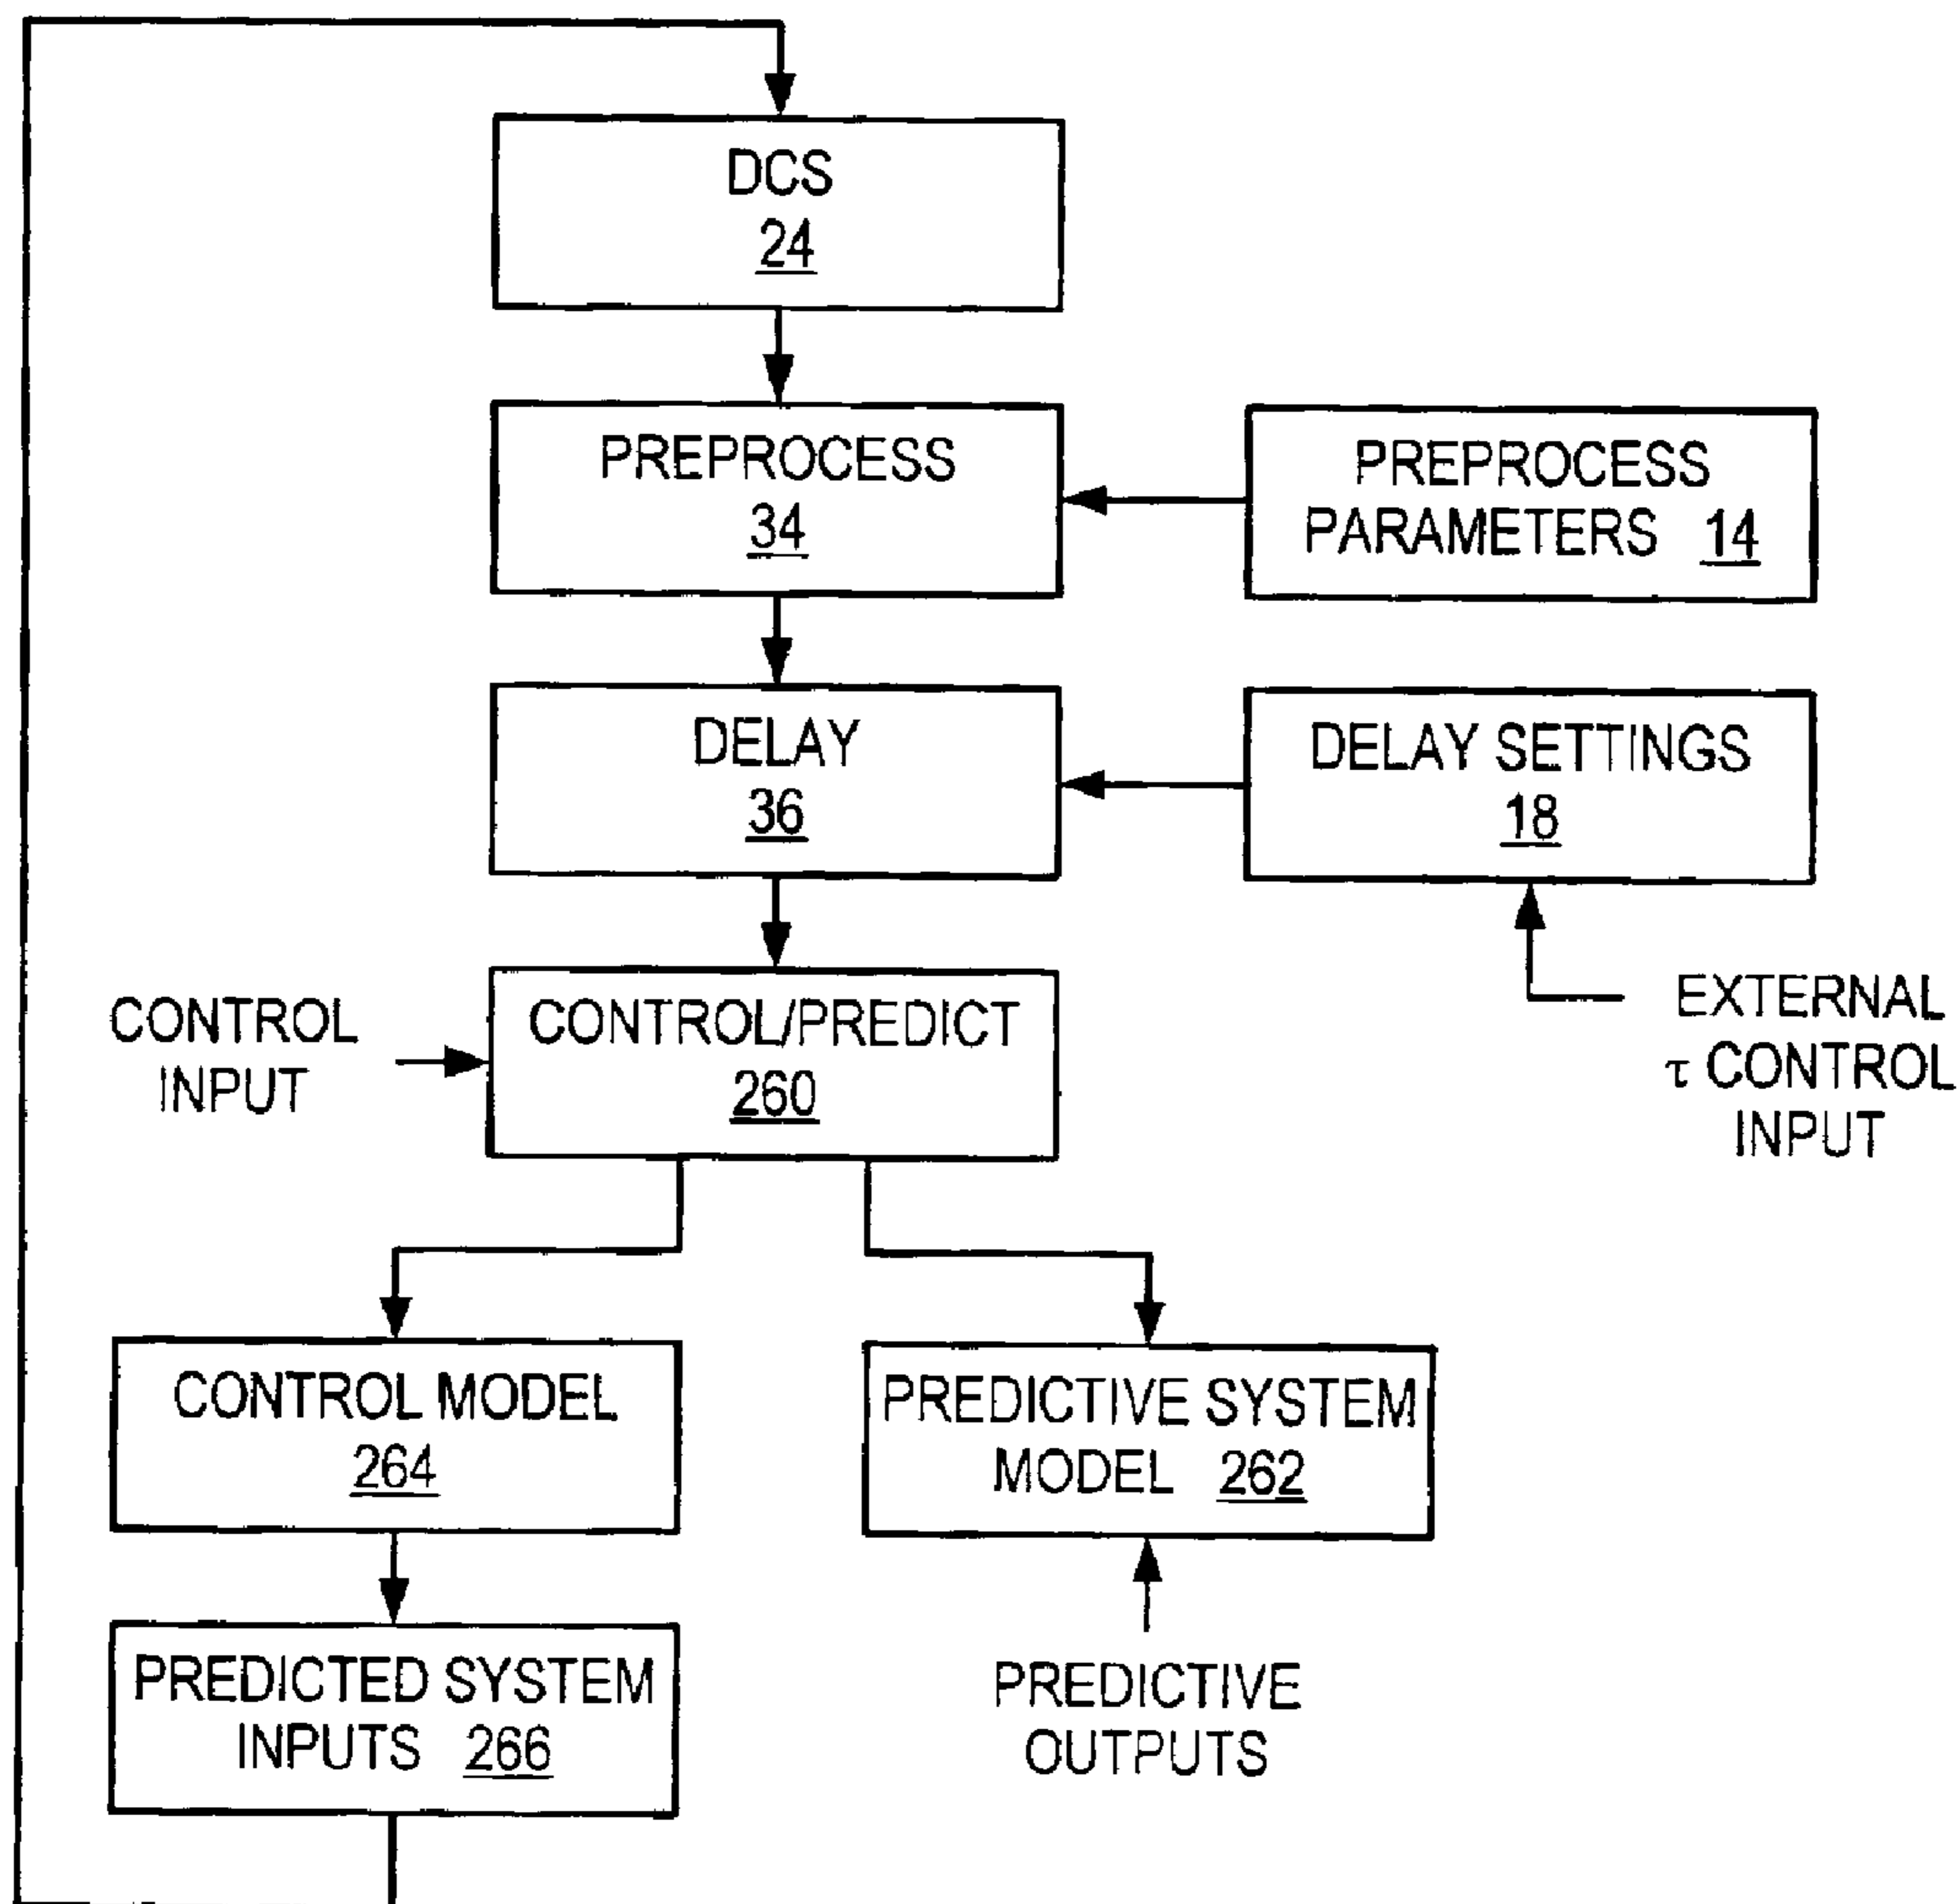 DCS
24
PREPROCESS
34
PREPROCESS
PARAMETERS 14
DELAY
36
DELAY SETTINGS
18
CONTROL
INPUT
CONTROL/PREDICT
260
EXTERNAL
τ CONTROL
INPUT
CONTROL MODEL
264
PREDICTIVE SYSTEM
MODEL 262
PREDICTED SYSTEM
INPUTS 266
PREDICTIVE
OUTPUTS